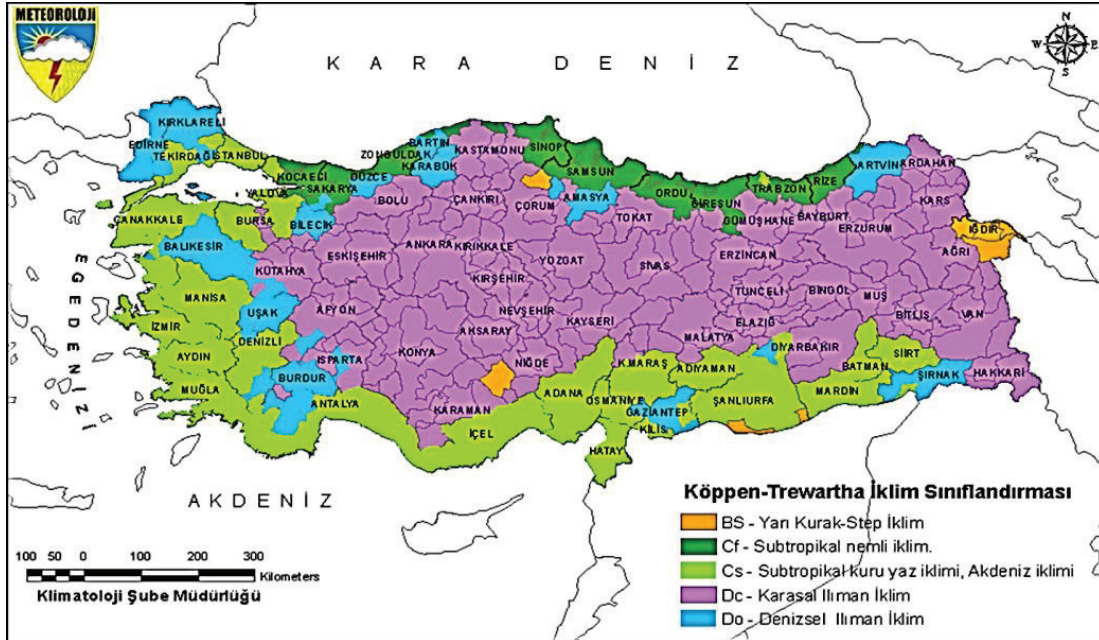 METEOROLOJİ
N
W E
S
KARA DENİZ
KIRKLARELİ
EDİRNE
TEKİRDAĞ
İSTANBUL
KOCAELİ
YALOVA
SAKARYA
DÜZCE
ZONGULDAK
BARTIN
KARABÜK
KASTAMONU
SİNOP
SAMSUN
ORDU
GİRESUN
TRABZON
RİZE
ARTVİN
ARDAHAN
KARS
ÇANAKKALE
BURSA
BİLECİK
BOLU
ÇANKIRI
ÇORUM
AMASYA
TOKAT
GÜMÜŞHANE
BAYBURT
ERZURUM
IĞDIR
AĞRI
BALIKESİR
KÜTAHYA
ESKİŞEHİR
ANKARA
KIRIKKALE
YOZGAT
SİVAS
ERZİNCAN
EGE DENİZİ
MANİSA
UŞAK
AFYON
KIRŞEHİR
NEVŞEHİR
KAYSERİ
TUNCELİ
BİNGÖL
MUŞ
BİTLİS
VAN
İZMİR
AYDIN
DENİZLİ
ISPARTA
KONYA
AKSARAY
NİĞDE
MALATYA
ELAZIĞ
DİYARBAKIR
BATMAN
SİİRT
ŞIRNAK
HAKKARİ
MUĞLA
BURDUR
ANTALYA
KARAMAN
İÇEL
ADANA
K.MARAŞ
OSMANİYE
ADIYAMAN
GAZİANTEP
KİLİS
ŞANLIURFA
MARDİN
HATAY
AKDENİZ
Köppen-Trewartha İklim Sınıflandırması
BS - Yarı Kurak-Step İklim
Cf - Subtropikal nemli iklim.
Cs - Subtropikal kuru yaz iklimi, Akdeniz iklimi
Dc - Karasal Ilıman İklim
Do - Denizsel Ilıman İklim
100 50 0 100 200 300
Kilometers
Klimatoloji Şube Müdürlüğü